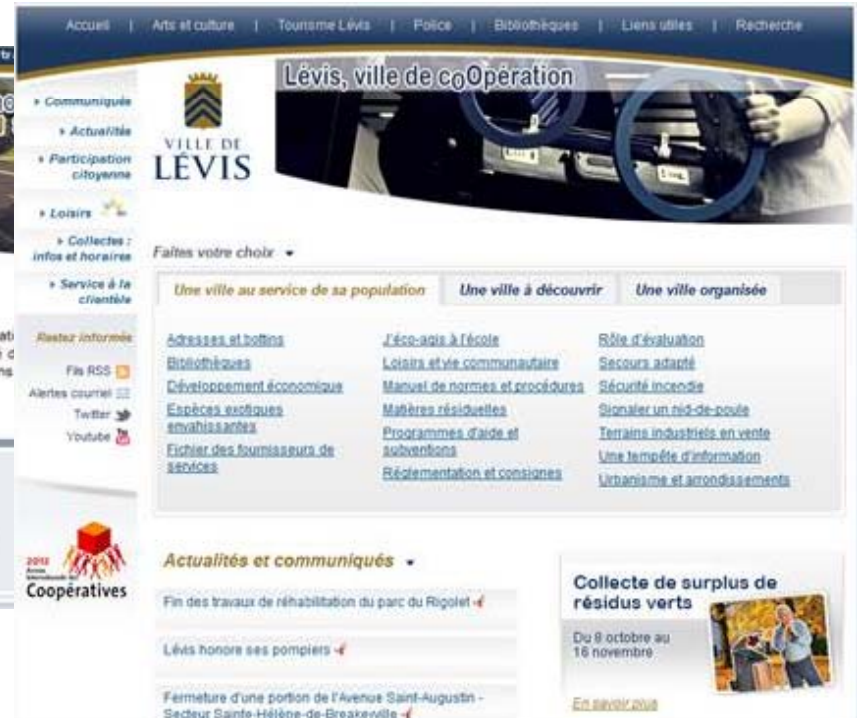 Accueil | Arts et culture | Tourisme Lévis | Police | Bibliothèques | Liens utiles | Recherche
Lévis, ville de coOpération
VILLE DE
LÉVIS
Communiqués
Actualités
Participation
citoyenne
Loisirs
Collectes :
infos et horaires
Service à la
clientèle
Restez informés
Fils RSS
Alertes courriel
Twitter
Youtube
2012
Coopératives
Faites votre choix
Une ville au service de sa population
Une ville à découvrir
Une ville organisée
Adresses et bottins
Bibliothèques
Développement économique
Espèces exotiques
envahissantes
Fichier des fournisseurs de
services
J'éco-agis à l'école
Loisirs et vie communautaire
Manuel de normes et procédures
Matières résiduelles
Programmes d'aide et
subventions
Réglementation et consignes
Rôle d'évaluation
Secours adapté
Sécurité incendie
Signaler un nid-de-poule
Terrains industriels en vente
Une tempête d'information
Urbanisme et arrondissements
Actualités et communiqués
Fin des travaux de réhabilitation du parc du Rigolet
Lévis honore ses pompiers
Fermeture d'une portion de l'Avenue Saint-Augustin -
Secteur Sainte-Hélène-de-Breakeyville
Collecte de surplus de
résidus verts
Du 8 octobre au
16 novembre
En savoir plus